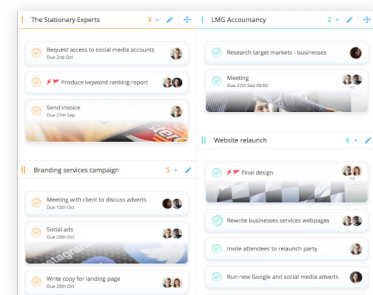 The Stationary Experts 3
Request access to social media accounts
Due 2nd Oct
Produce keyword ranking report
Send invoice
Due 27th Sep
Branding services campaign 5
Meeting with client to discuss adverts
Due 12th Oct
Social ads
Due 20th Oct
instagram
Write copy for landing page
Due 28th Oct
LMG Accountancy 2
Research target markets - businesses
Meeting
Due 27th Sep 09:00
+1
Website relaunch 6
Final design
Rewrite businesses services webpages
Invite attendees to relaunch party
Run new Google and social media adverts